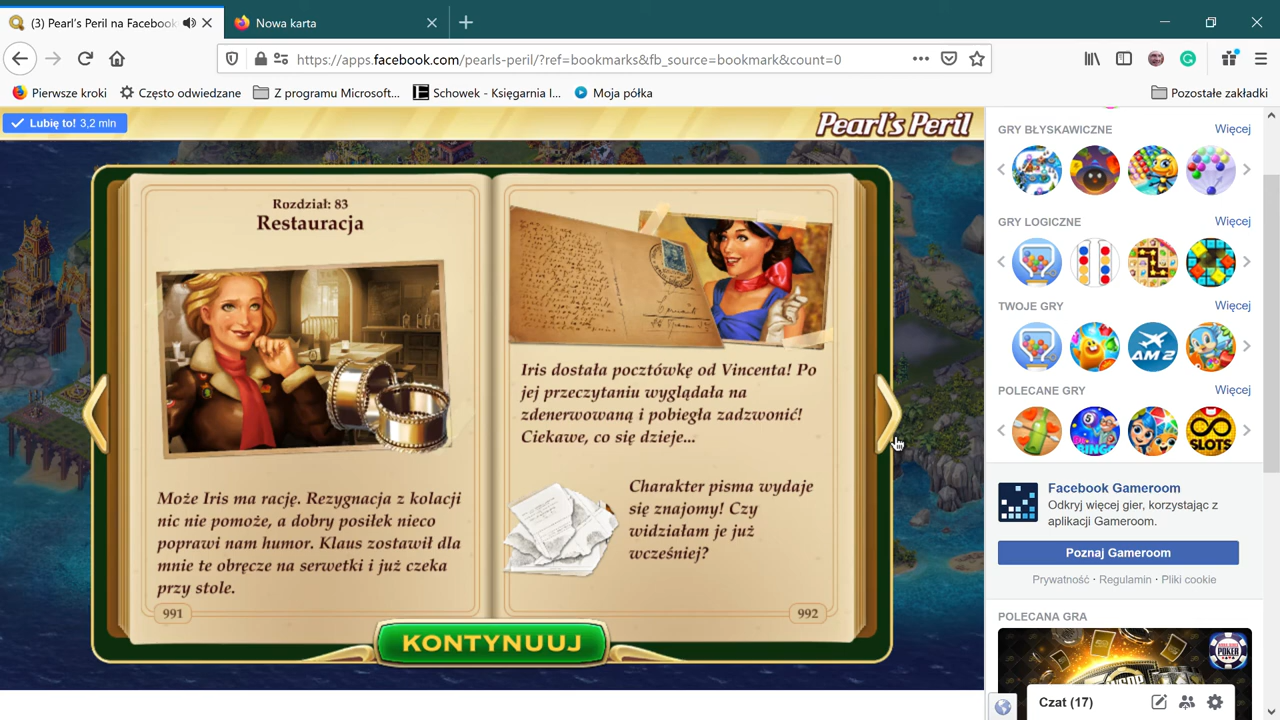 (3) Pearl's Peril na Facebook
Nowa karta
https://apps.facebook.com/pearls-peril/?ref=bookmarks&fb_source=bookmark&count=0
Pierwsze kroki
Często odwiedzane
Z programu Microsoft...
Schowek - Księgarnia I...
Moja półka
Pozostałe zakładki
Lubię to! 3,2 mln
Pearl's Peril
Rozdział: 83
Restauracja
Może Iris ma rację. Rezygnacja z kolacji
nic nie pomoże, a dobry posiłek nieco
poprawi nam humor. Klaus zostawił dla
mnie te obręcze na serwetki i już czeka
przy stole.
991
Iris dostała pocztówkę od Vincenta! Po
jej przeczytaniu wyglądała na
zdenerwowaną i pobiegła zadzwonić!
Ciekawe, co się dzieje...
Charakter pisma wydaje
się znajomy! Czy
widziałam je już
wcześniej?
992
KONTYNUUJ
GRY BŁYSKAWICZNE
Więcej
GRY LOGICZNE
Więcej
TWOJE GRY
Więcej
AM 2
POLECANE GRY
Więcej
BINGO
SLOTS
Facebook Gameroom
Odkryj więcej gier, korzystając z
aplikacji Gameroom.
Poznaj Gameroom
Prywatność · Regulamin · Pliki cookie
POLECANA GRA
POKER
Czat (17)